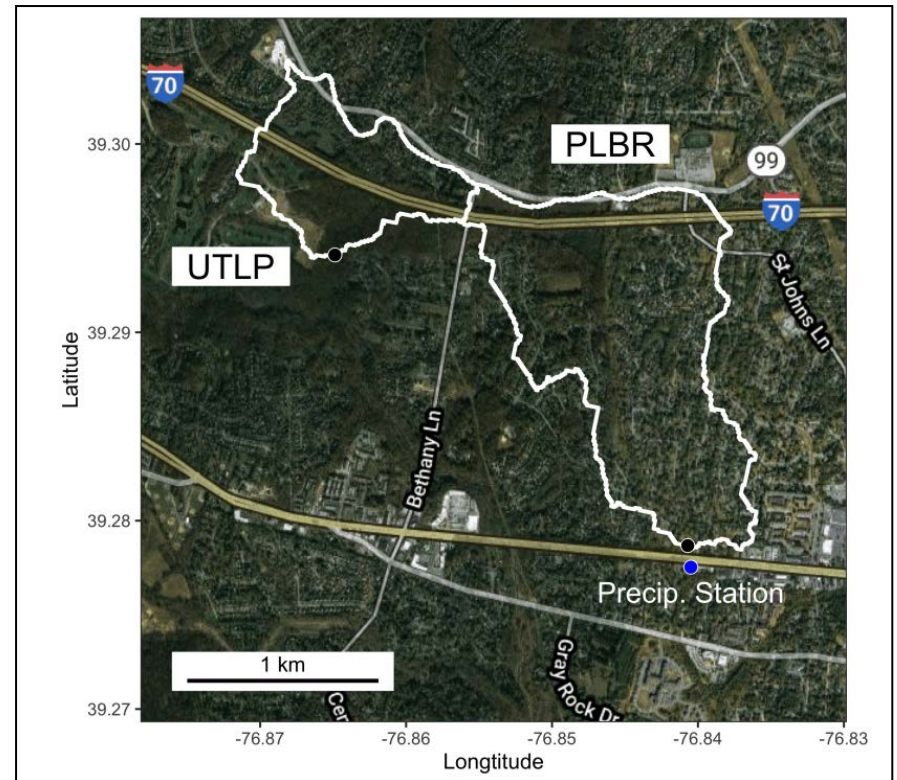 70
39.30
PLBR
99
70
UTLP
St Johns Ln
39.29
Latitude
Bethany Ln
39.28
Precip. Station
1 km
Gray Rock Dr
Cer
39.27
-76.87
-76.86
-76.85
-76.84
-76.83
Longtitude